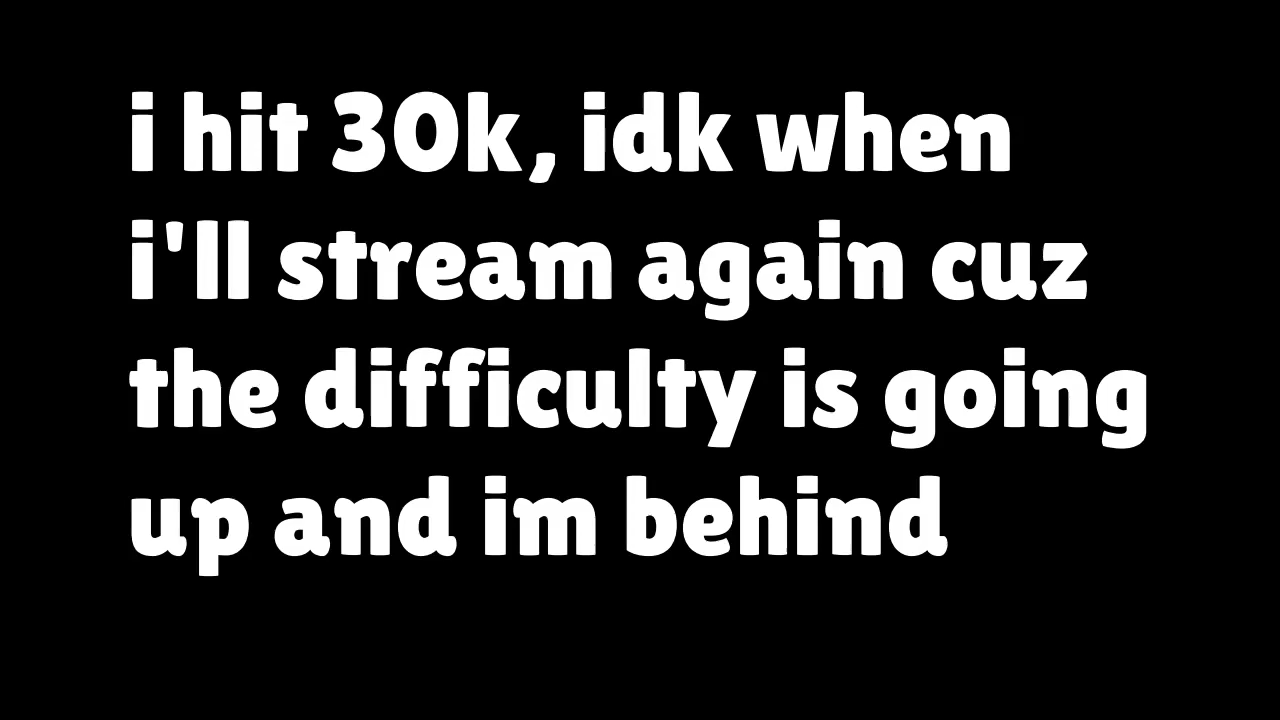 i hit 30k, idk when
i'll stream again cuz
the difficulty is going
up and im behind